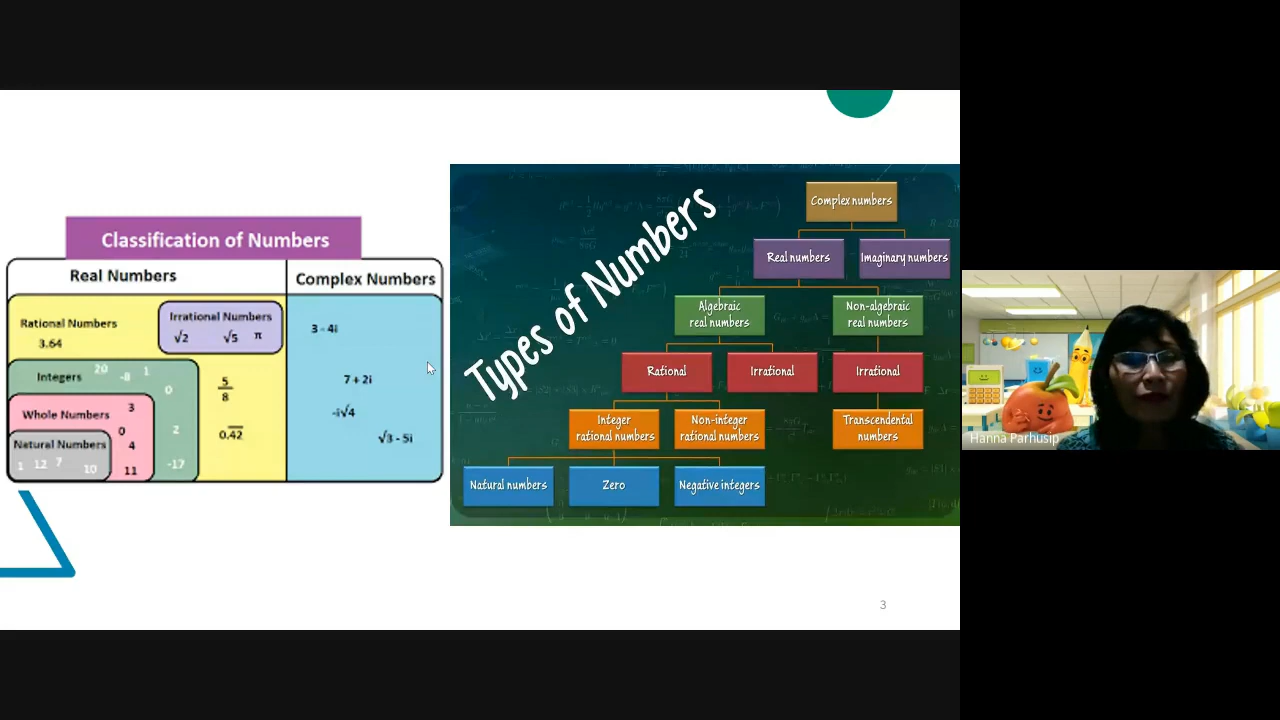 Classification of Numbers
Real Numbers
Complex Numbers
Rational Numbers
3.64
Irrational Numbers
√2 √5 π
Integers 20 -8 1
0
2
-17
Whole Numbers 3
0
4
11
Natural Numbers
1 12 7 10
5/8
0.4̅2̅
3 - 4i
7 + 2i
-i√4
√3 - 5i
Types of Numbers
Complex numbers
Real numbers
Imaginary numbers
Algebraic
real numbers
Non-algebraic
real numbers
Rational
Irrational
Irrational
Integer
rational numbers
Non-integer
rational numbers
Transcendental
numbers
Natural numbers
Zero
Negative integers
3
Hanna Parhusip